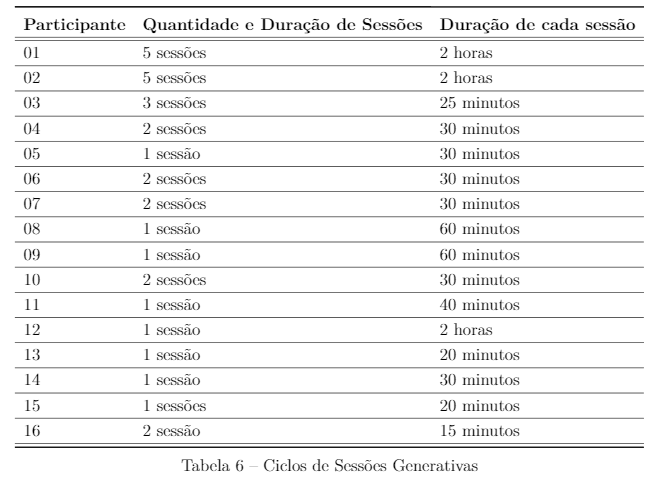 Participante Quantidade e Duração de Sessões Duração de cada sessão
01 5 sessões 2 horas
02 5 sessões 2 horas
03 3 sessões 25 minutos
04 2 sessões 30 minutos
05 1 sessão 30 minutos
06 2 sessões 30 minutos
07 2 sessões 30 minutos
08 1 sessão 60 minutos
09 1 sessão 60 minutos
10 2 sessões 30 minutos
11 1 sessão 40 minutos
12 1 sessão 2 horas
13 1 sessão 20 minutos
14 1 sessão 30 minutos
15 1 sessões 20 minutos
16 2 sessão 15 minutos
Tabela 6 – Ciclos de Sessões Generativas